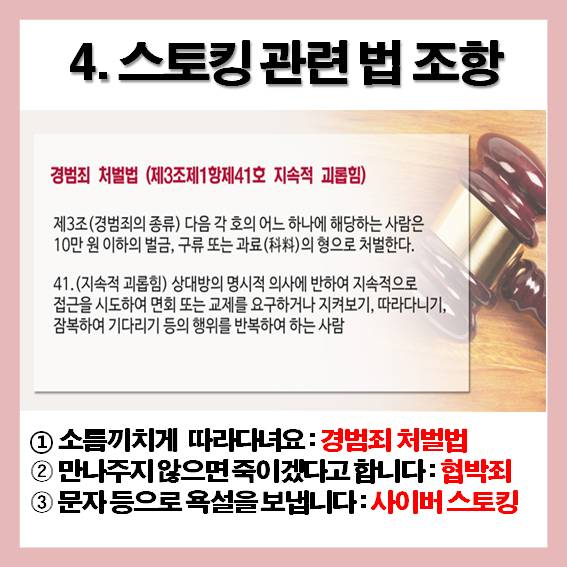 4. 스토킹 관련 법 조항
경범죄 처벌법 (제3조제1항제41호 지속적 괴롭힘)
제3조(경범죄의 종류) 다음 각 호의 어느 하나에 해당하는 사람은
10만 원 이하의 벌금, 구류 또는 과료(科料)의 형으로 처벌한다.
41.(지속적 괴롭힘) 상대방의 명시적 의사에 반하여 지속적으로
접근을 시도하여 면회 또는 교제를 요구하거나 지켜보기, 따라다니기,
잠복하여 기다리기 등의 행위를 반복하여 하는 사람
① 소름끼치게 따라다녀요 : 경범죄 처벌법
② 만나주지 않으면 죽이겠다고 합니다 : 협박죄
③ 문자 등으로 욕설을 보냅니다 : 사이버 스토킹